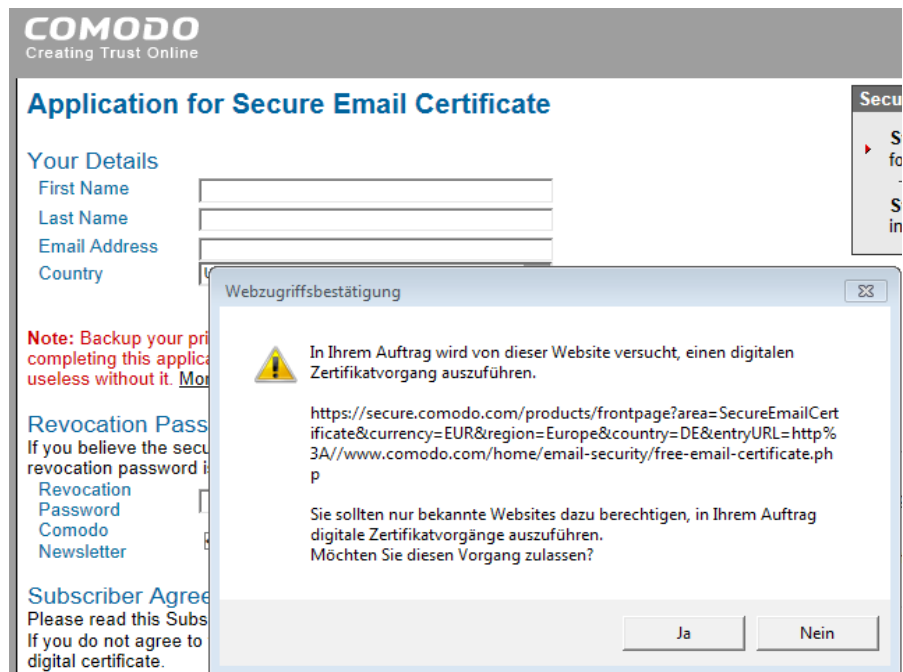 COMODO
Creating Trust Online
Application for Secure Email Certificate
Secu
Your Details
First Name
Last Name
Email Address
Country
Note: Backup your pri
completing this applica
useless without it. Mor
Revocation Pass
If you believe the secu
revocation password i
Revocation
Password
Comodo
Newsletter
Subscriber Agree
Please read this Subs
If you do not agree to
digital certificate.
S
fo
S
in
Webzugriffsbestätigung
In Ihrem Auftrag wird von dieser Website versucht, einen digitalen
Zertifikatvorgang auszuführen.
https://secure.comodo.com/products/frontpage?area=SecureEmailCert
ificate&currency=EUR&region=Europe&country=DE&entryURL=http%
3A//www.comodo.com/home/email-security/free-email-certificate.ph
p
Sie sollten nur bekannte Websites dazu berechtigen, in Ihrem Auftrag
digitale Zertifikatvorgänge auszuführen.
Möchten Sie diesen Vorgang zulassen?
Ja
Nein